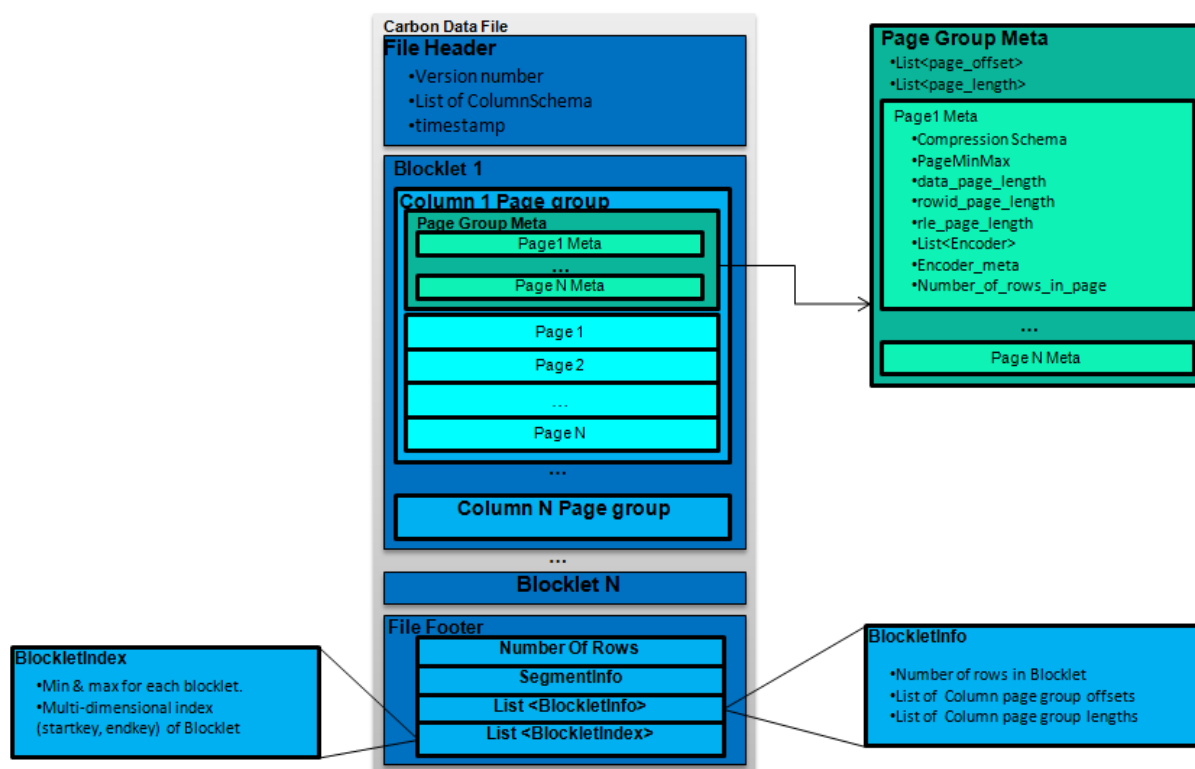 Carbon Data File
File Header
•Version number
•List of ColumnSchema
•timestamp
Blocklet 1
Column 1 Page group
Page Group Meta
Page1 Meta
...
Page N Meta
Page 1
Page 2
...
Page N
...
Column N Page group
...
Blocklet N
File Footer
Number Of Rows
SegmentInfo
List <BlockletInfo>
List <BlockletIndex>
Page Group Meta
•List<page_offset>
•List<page_length>
Page1 Meta
•Compression Schema
•PageMinMax
•data_page_length
•rowid_page_length
•rle_page_length
•List<Encoder>
•Encoder_meta
•Number_of_rows_in_page
...
Page N Meta
BlockletIndex
•Min & max for each blocklet.
•Multi-dimensional index
(startkey, endkey) of Blocklet
BlockletInfo
•Number of rows in Blocklet
•List of Column page group offsets
•List of Column page group lengths